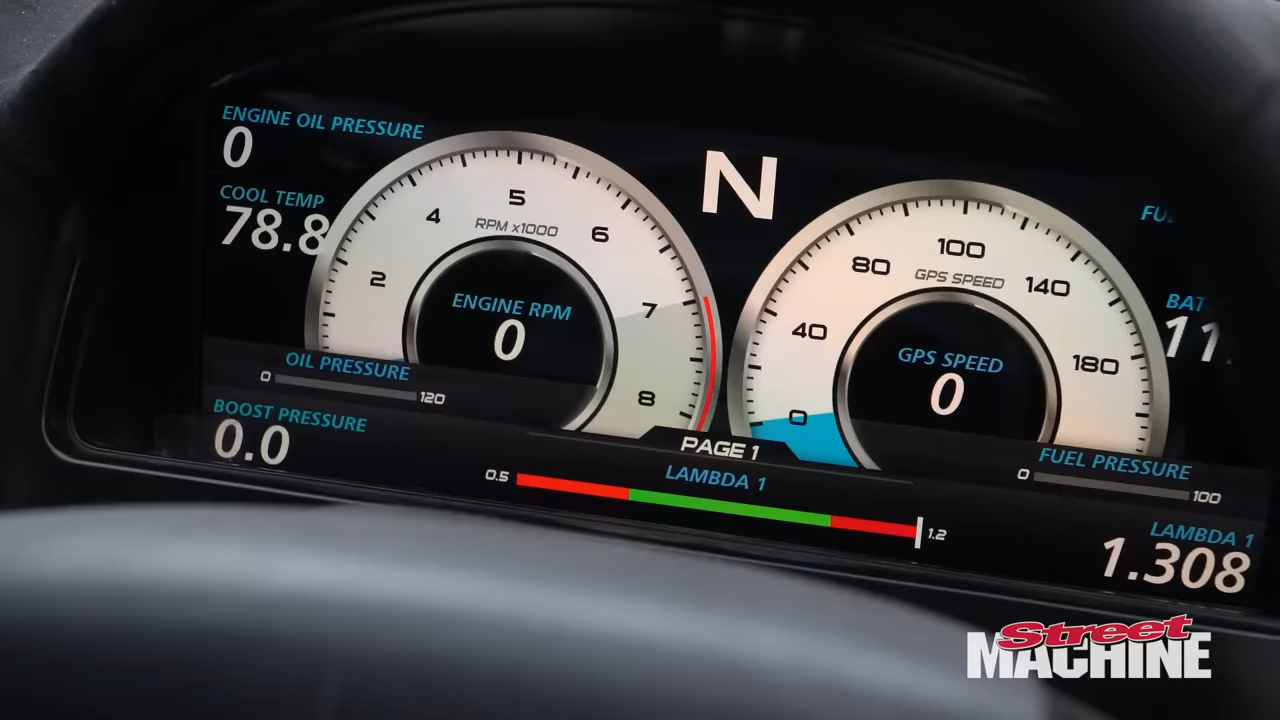 ENGINE OIL PRESSURE
0
COOL TEMP
78.8
2
4
5
6
7
8
RPM x1000
ENGINE RPM
0
OIL PRESSURE
0
120
BOOST PRESSURE
0.0
N
0
40
80
100
140
180
GPS SPEED
GPS SPEED
0
PAGE 1
LAMBDA 1
0.5
1.2
BAT
11
FUEL PRESSURE
0
100
LAMBDA 1
1.308
Street
MACHINE